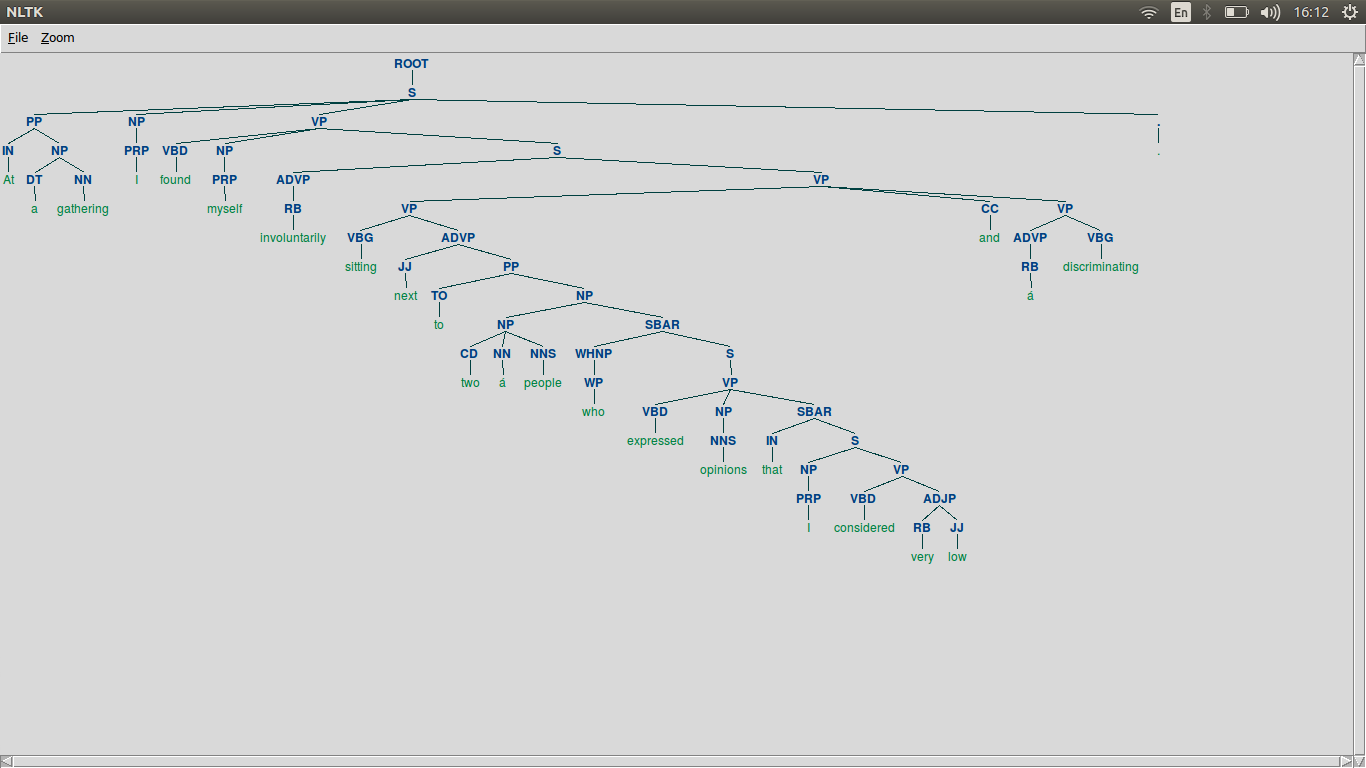 NLTK En 16:12
File Zoom
ROOT
S
PP NP VP .
IN NP PRP VBD NP S .
At DT NN I found PRP ADVP VP
a gathering myself RB VP CC VP
involuntarily VBG ADVP and ADVP VBG
sitting JJ PP RB discriminating
next TO NP á
to NP SBAR
CD NN NNS WHNP S
two á people WP VP
who VBD NP SBAR
expressed NNS IN S
opinions that NP VP
PRP VBD ADJP
I considered RB JJ
very low